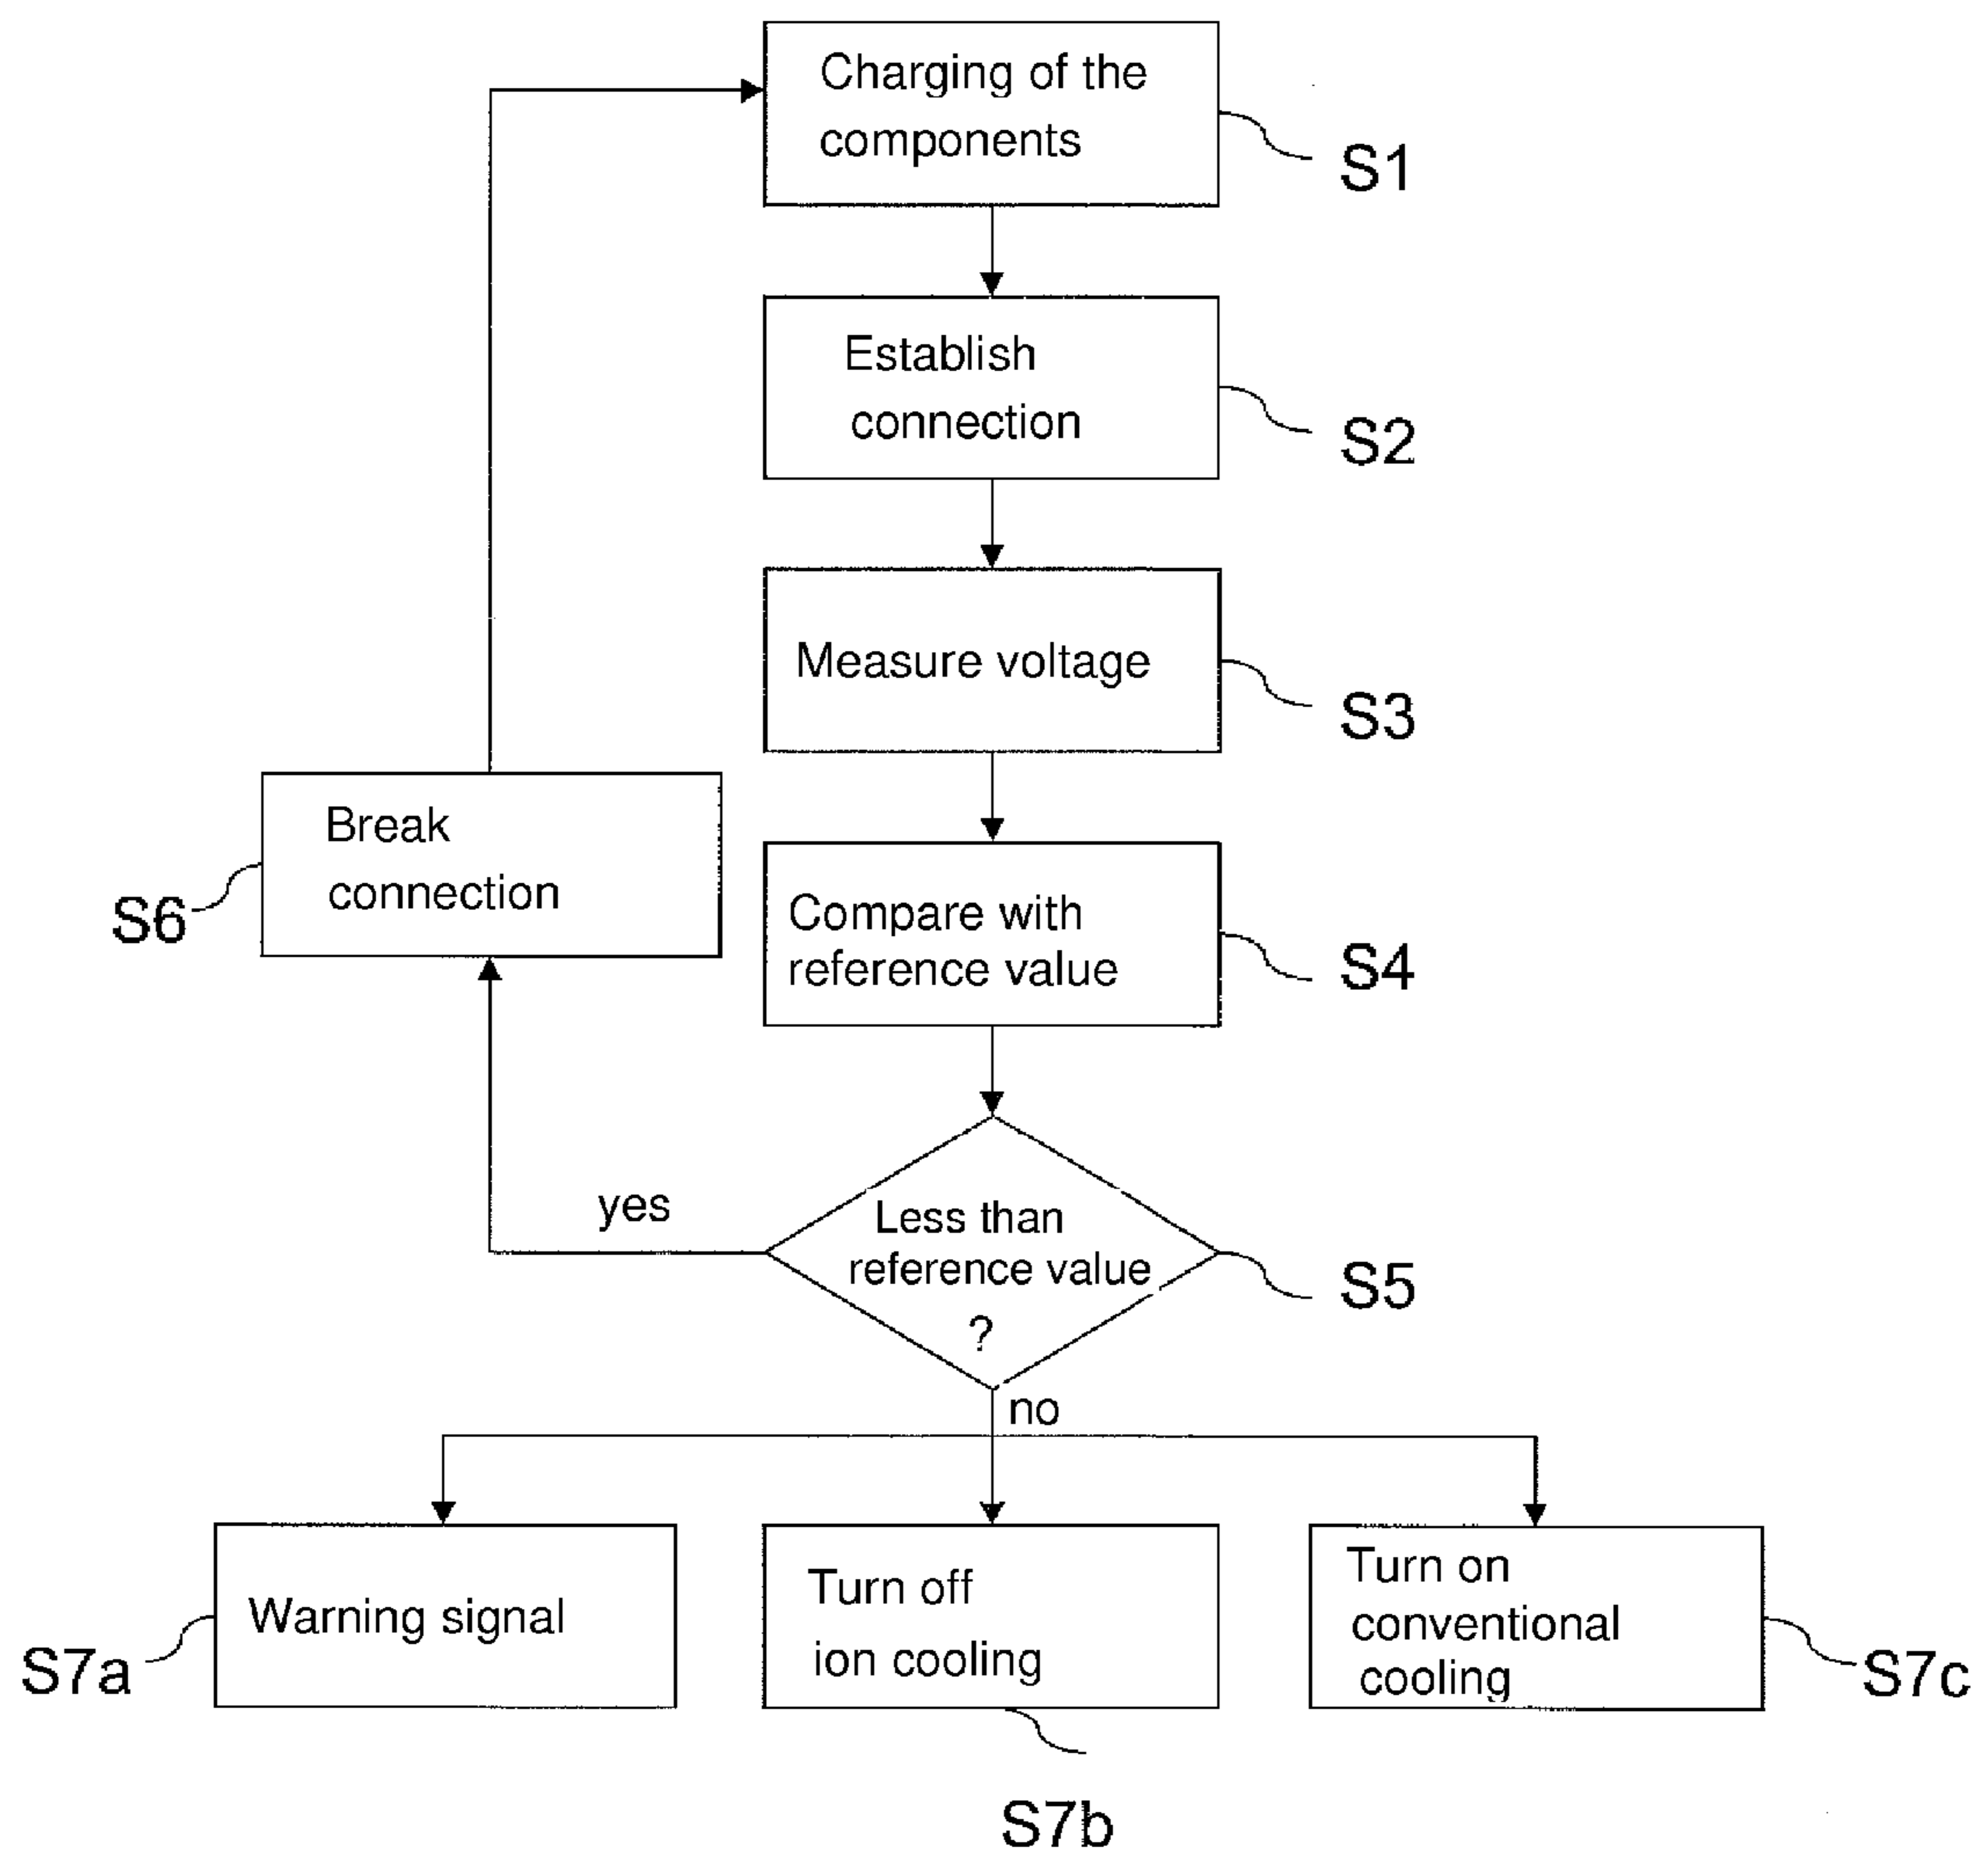 Charging of the
components
S1
Establish
connection
S2
Measure voltage
S3
Break
connection
S6
Compare with
reference value
S4
yes
Less than
reference value
?
S5
no
Warning signal
S7a
Turn off
ion cooling
S7b
Turn on
conventional
cooling
S7c